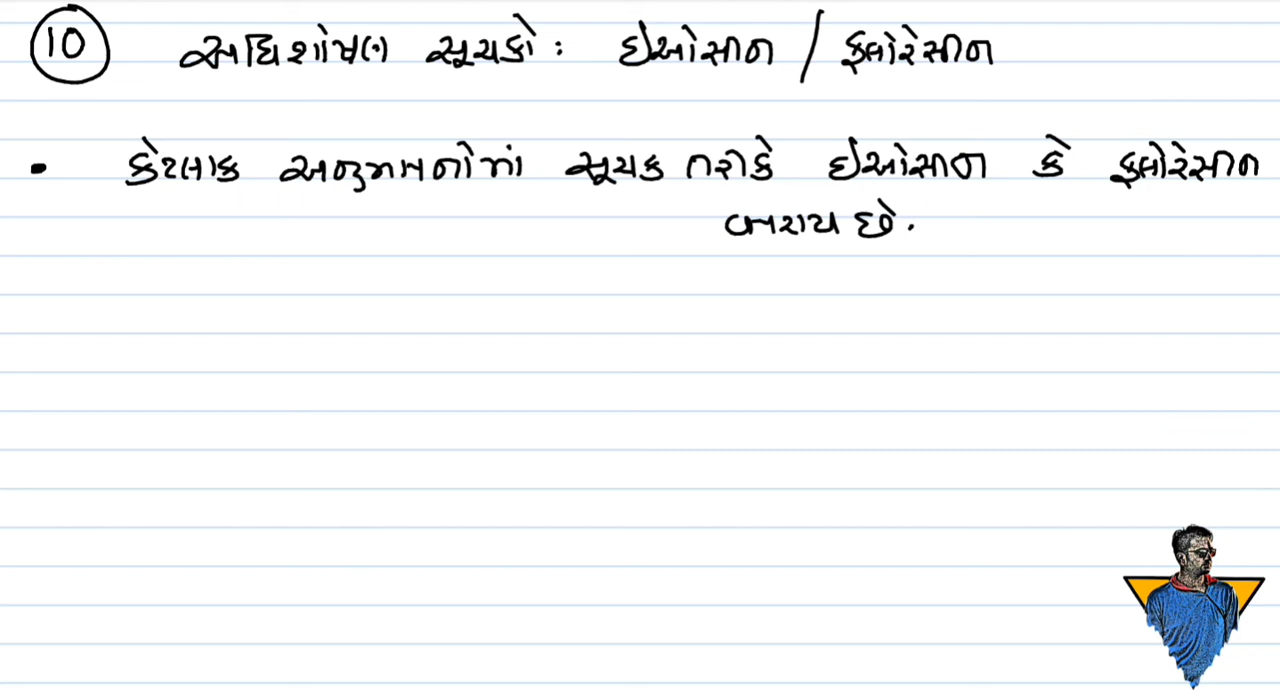 10 અધિશોષણ સૂચકો : ઇઓસીન / ફ્લોરેસીન
• કેટલાક અનુમાપનોમાં સૂચક તરીકે ઇઓસીન કે ફ્લોરેસીન
વપરાય છે.